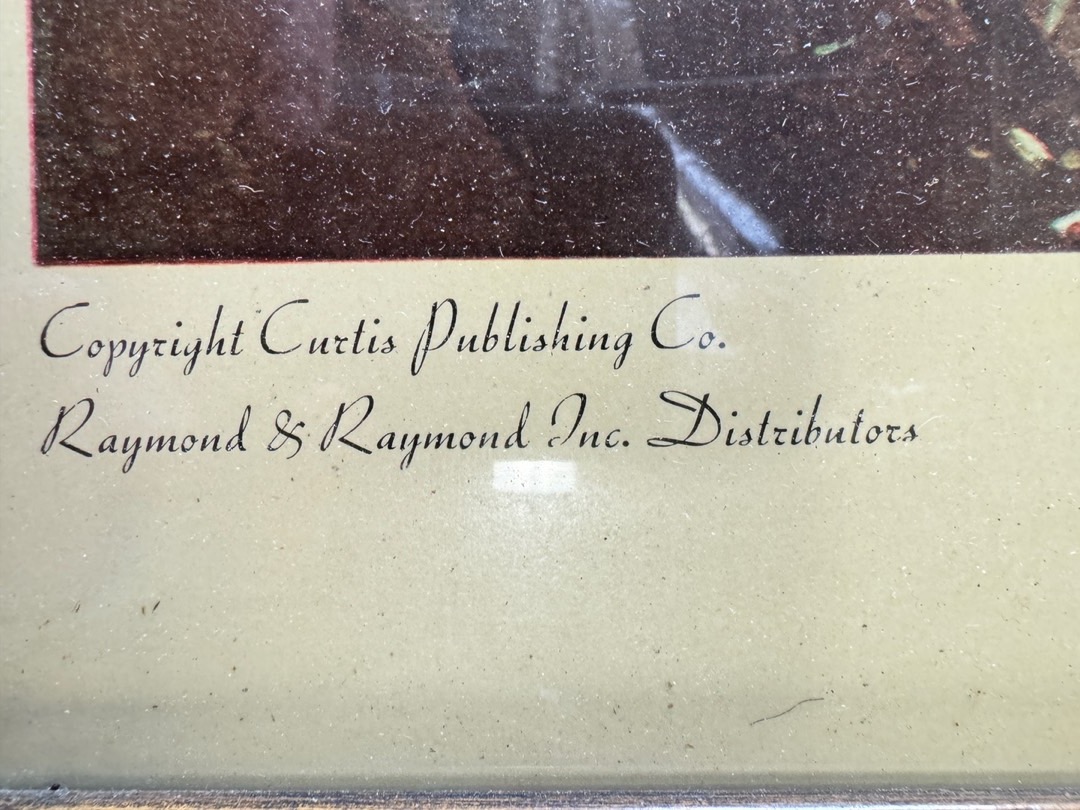 Copyright Curtis Publishing Co.
Raymond & Raymond Inc. Distributors